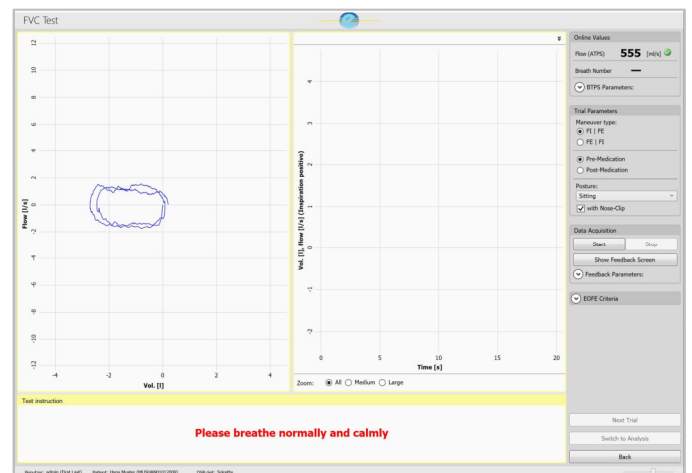 FVC Test
Online Values
Flow (ATPS) 555 [ml/s]
Breath Number —
BTPS Parameters:
Trial Parameters
Maneuver type:
FI | FE
FE | FI
Pre-Medication
Post-Medication
Posture:
Sitting
with Nose-Clip
Data Acquisition
Start Stop
Show Feedback Screen
Feedback Parameters:
EOFE Criteria
Next Trial
Switch to Analysis
Back
Flow [l/s]
12
10
8
6
4
2
0
-2
-4
-6
-8
-10
-12
-4 -2 0 2 4
Vol. [l]
Vol. [l], flow [l/s] (Inspiration positive)
4
3
2
1
0
-1
-2
0 5 10 15 20
Time [s]
Zoom: All Medium Large
Test instruction
Please breathe normally and calmly